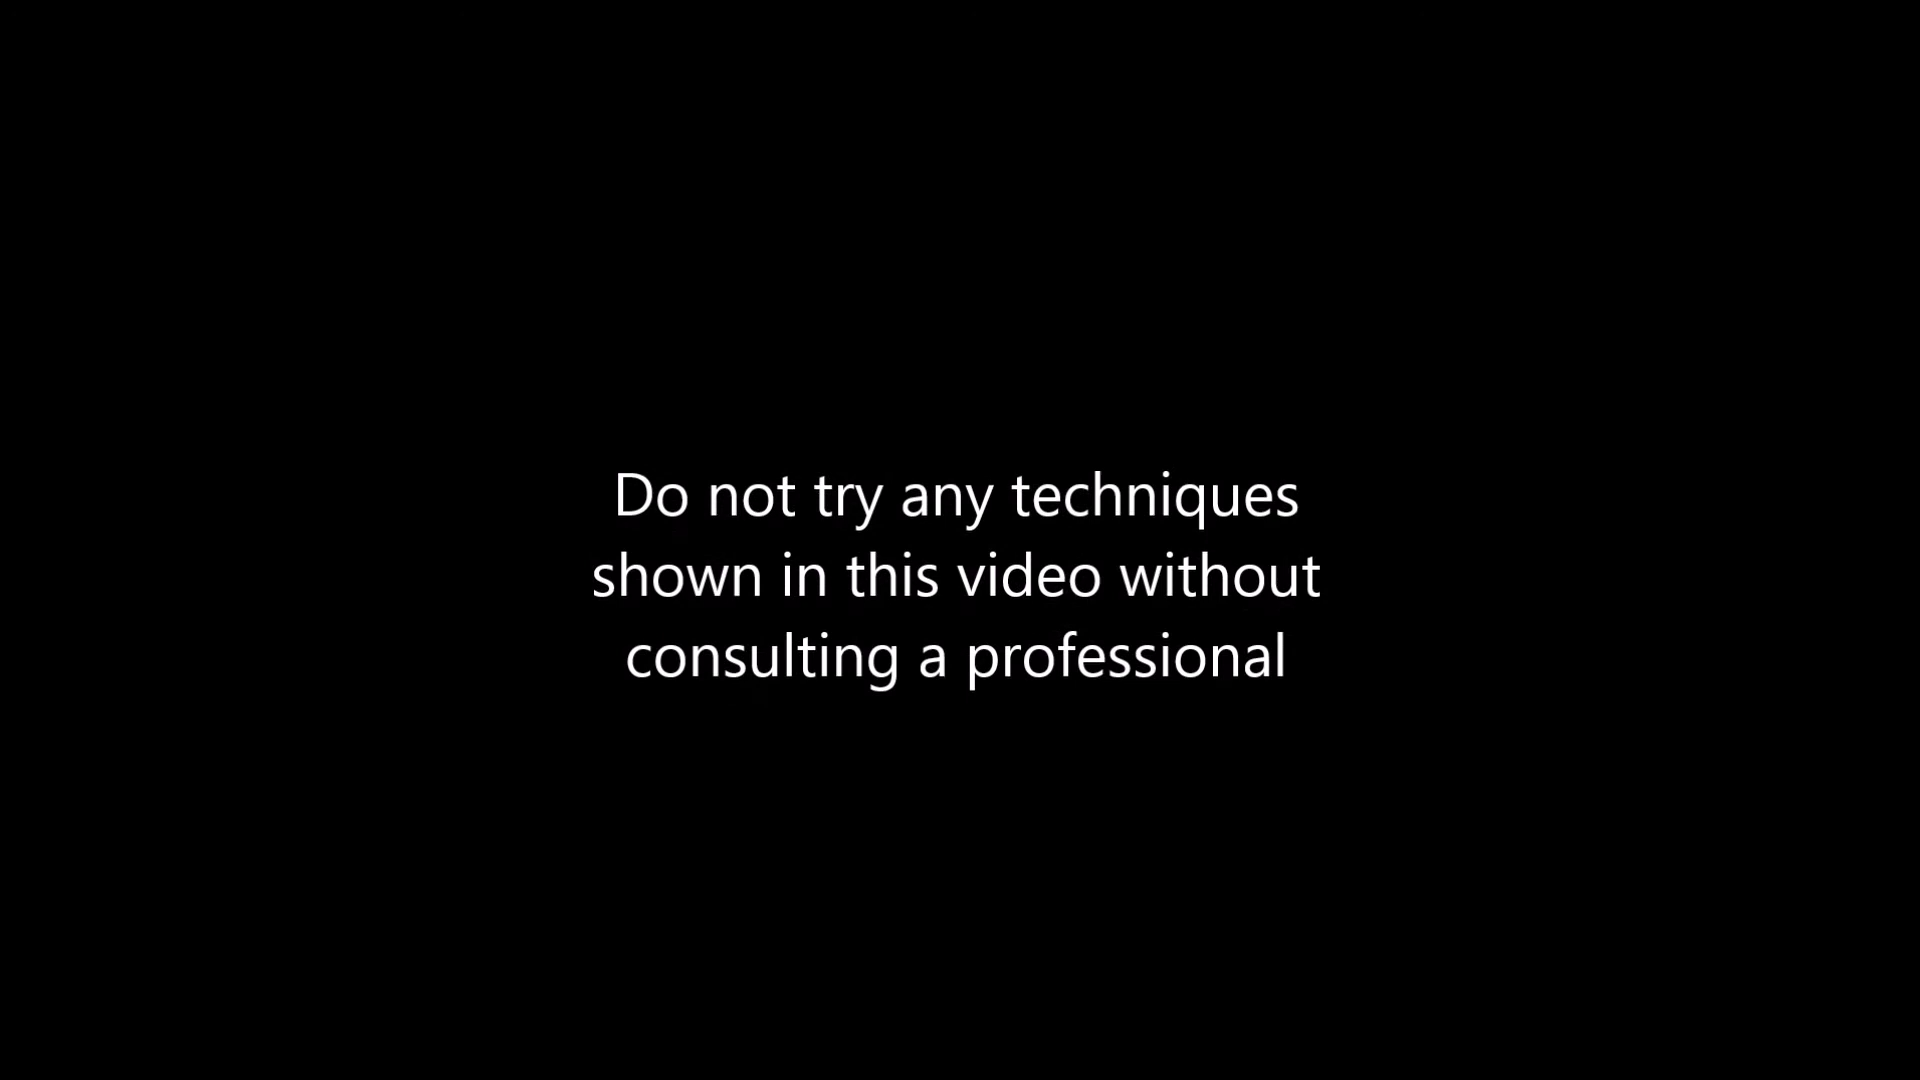 Do not try any techniques
shown in this video without
consulting a professional